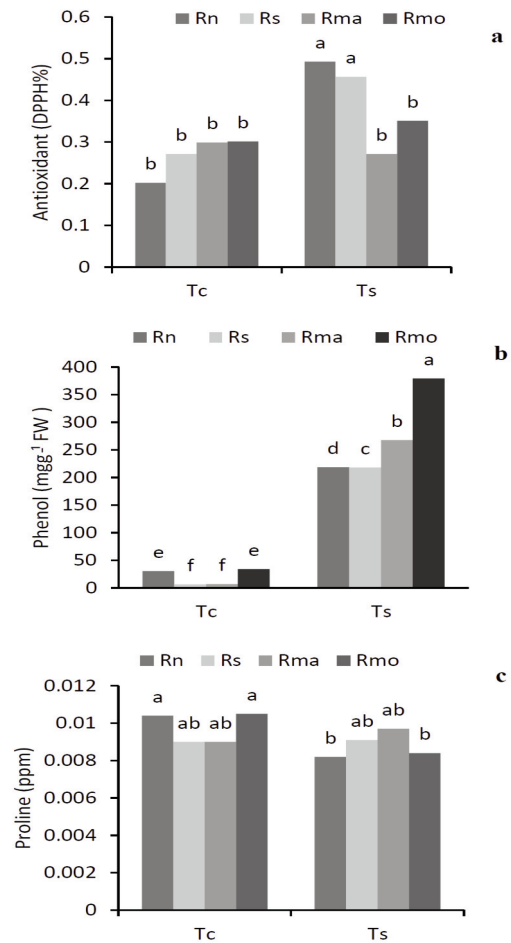 Rn Rs Rma Rmo
a
Antioxidant (DPPH%)
0.6
0.5
0.4
0.3
0.2
0.1
0
b b b b
a a b b
Tc Ts
Rn Rs Rma Rmo
b
Phenol (mgg-1 FW )
400
350
300
250
200
150
100
50
0
e f f e
d c b a
Tc Ts
Rn Rs Rma Rmo
c
Proline (ppm)
0.012
0.01
0.008
0.006
0.004
0.002
0
a ab ab a
b ab ab b
Tc Ts